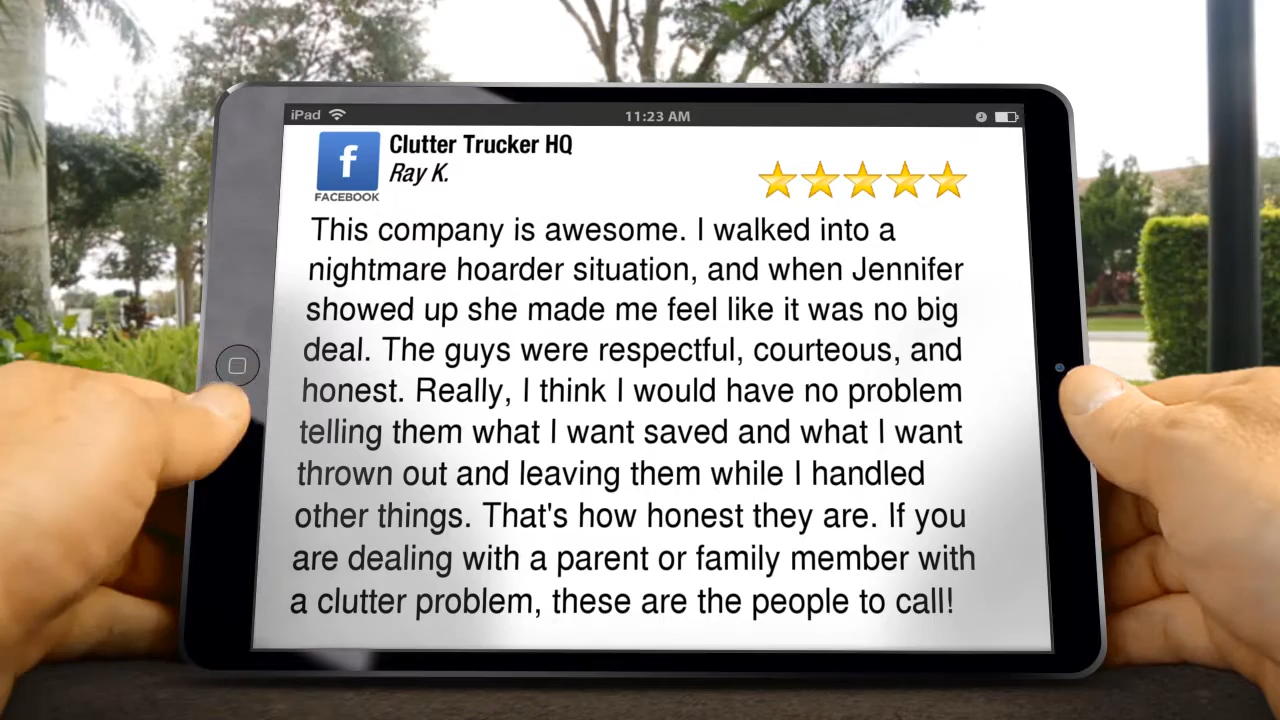 iPad 11:23 AM
f
FACEBOOK
Clutter Trucker HQ
Ray K.
This company is awesome. I walked into a
nightmare hoarder situation, and when Jennifer
showed up she made me feel like it was no big
deal. The guys were respectful, courteous, and
honest. Really, I think I would have no problem
telling them what I want saved and what I want
thrown out and leaving them while I handled
other things. That's how honest they are. If you
are dealing with a parent or family member with
a clutter problem, these are the people to call!